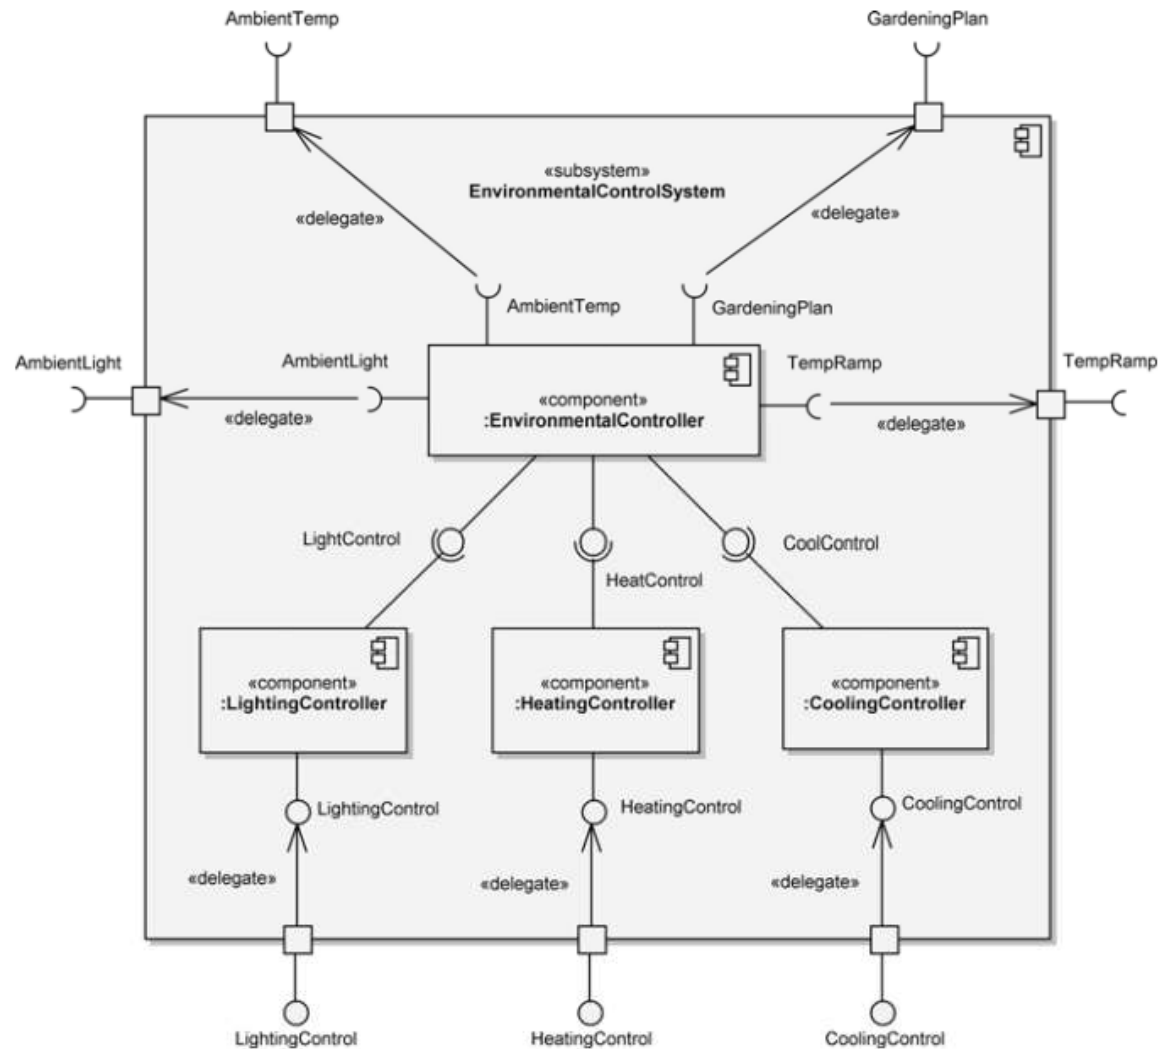 AmbientTemp
GardeningPlan
«subsystem»
EnvironmentalControlSystem
«delegate»
«delegate»
AmbientTemp
GardeningPlan
AmbientLight
AmbientLight
TempRamp
TempRamp
«component»
:EnvironmentalController
«delegate»
«delegate»
LightControl
HeatControl
CoolControl
«component»
:LightingController
«component»
:HeatingController
«component»
:CoolingController
LightingControl
HeatingControl
CoolingControl
«delegate»
«delegate»
«delegate»
LightingControl
HeatingControl
CoolingControl